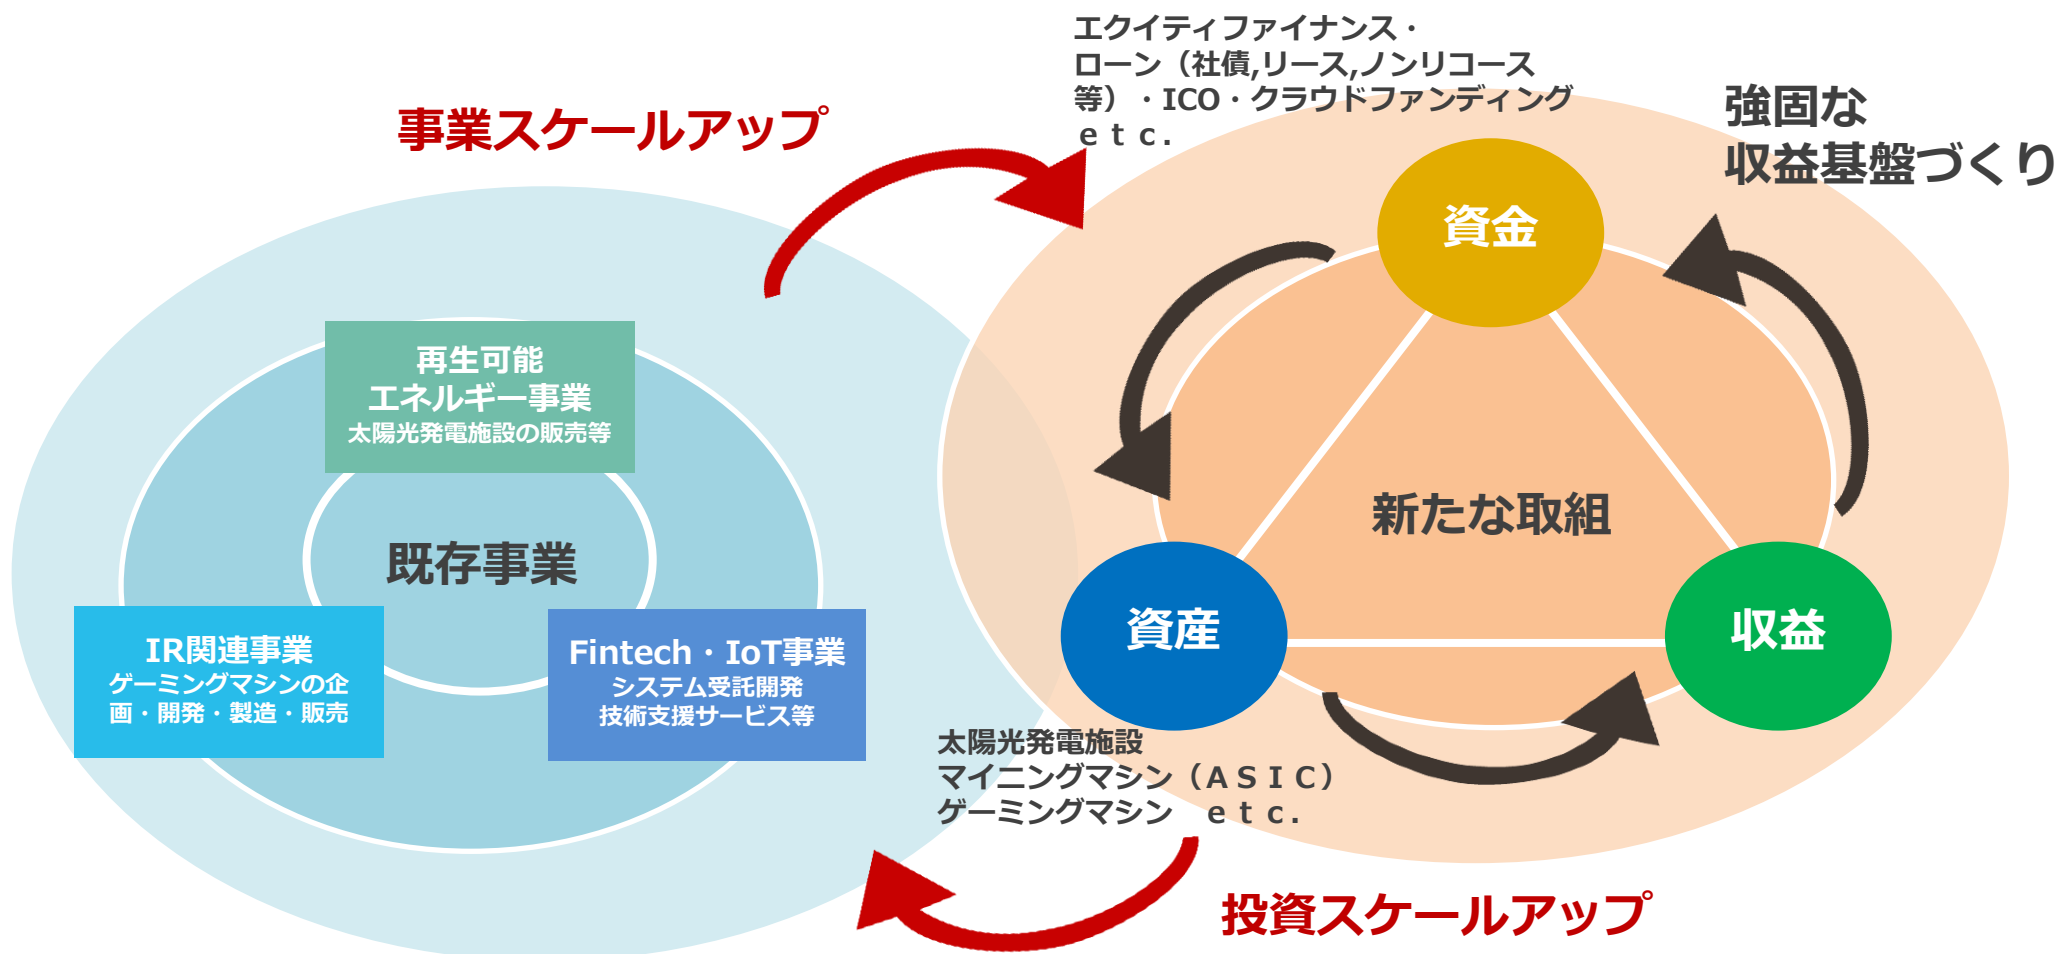 エクイティファイナンス・
ローン（社債,リース,ノンリコース
等）・ICO・クラウドファンディング
ｅｔｃ．
事業スケールアップ
強固な
収益基盤づくり
資金
再生可能
エネルギー事業
太陽光発電施設の販売等
既存事業
新たな取組
IR関連事業
ゲーミングマシンの企
画・開発・製造・販売
Fintech・IoT事業
システム受託開発
技術支援サービス等
資産
収益
太陽光発電施設
マイニングマシン（ＡＳＩＣ）
ゲーミングマシン　ｅｔｃ．
投資スケールアップ